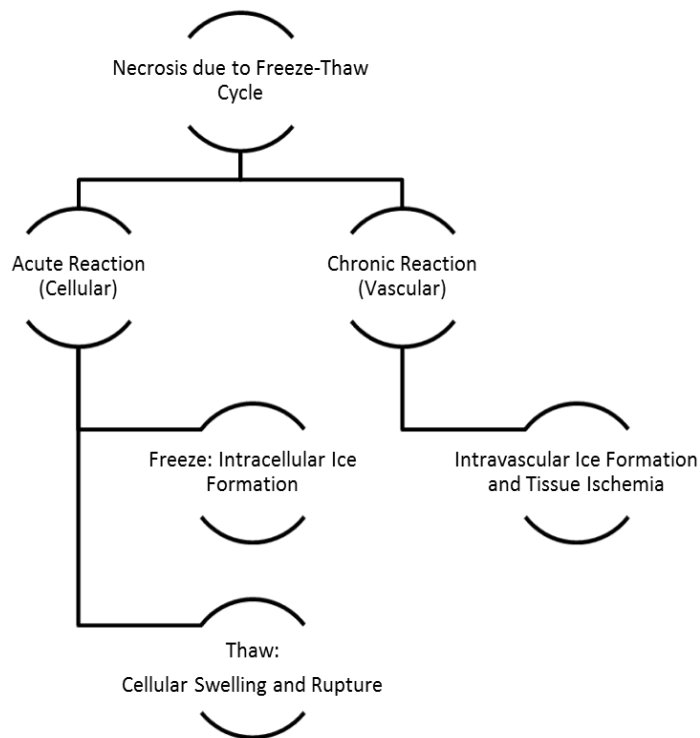 Necrosis due to Freeze-Thaw
Cycle
Acute Reaction
(Cellular)
Chronic Reaction
(Vascular)
Freeze: Intracellular Ice
Formation
Intravascular Ice Formation
and Tissue Ischemia
Thaw:
Cellular Swelling and Rupture